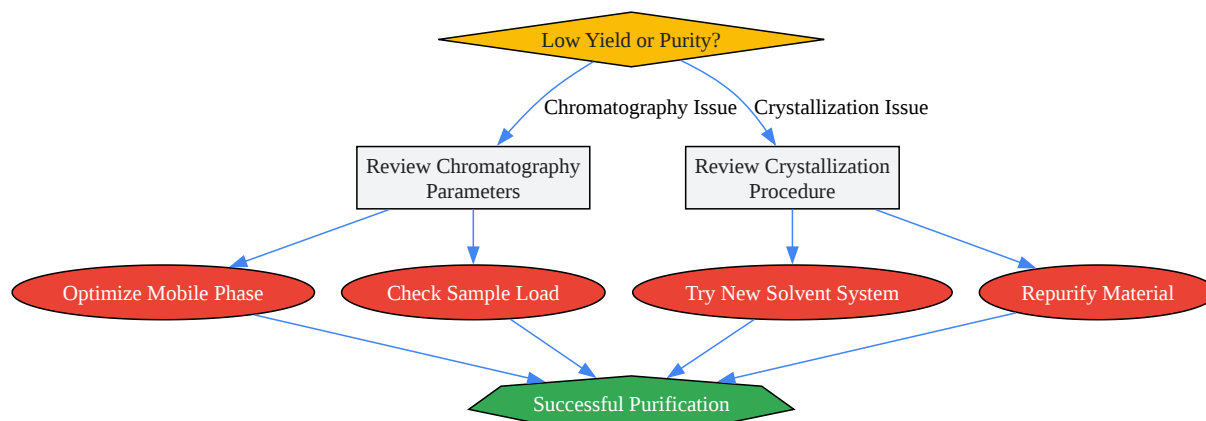 Low Yield or Purity?
Chromatography Issue
Crystallization Issue
Review Chromatography
Parameters
Review Crystallization
Procedure
Optimize Mobile Phase
Check Sample Load
Try New Solvent System
Repurify Material
Successful Purification